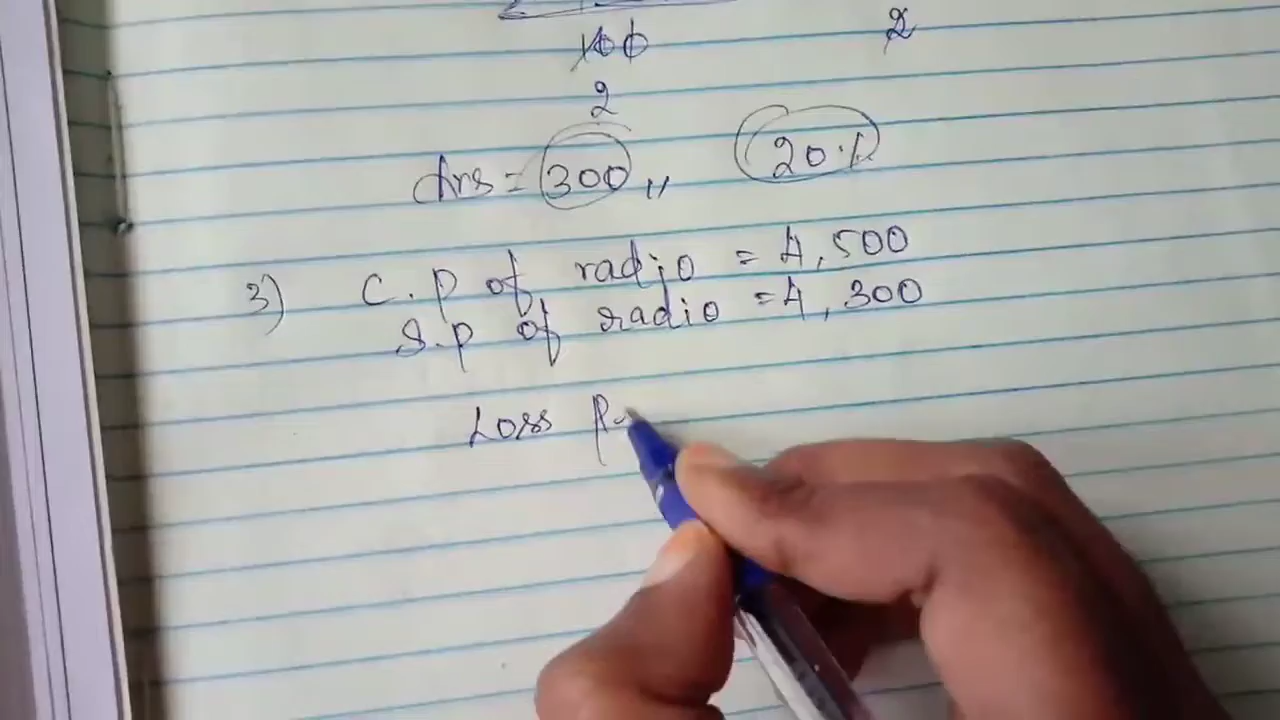 100 2
2
Ans = 300 ,, 20%
3) C.P of radio = 4,500
S.P of radio = 4,300
Loss